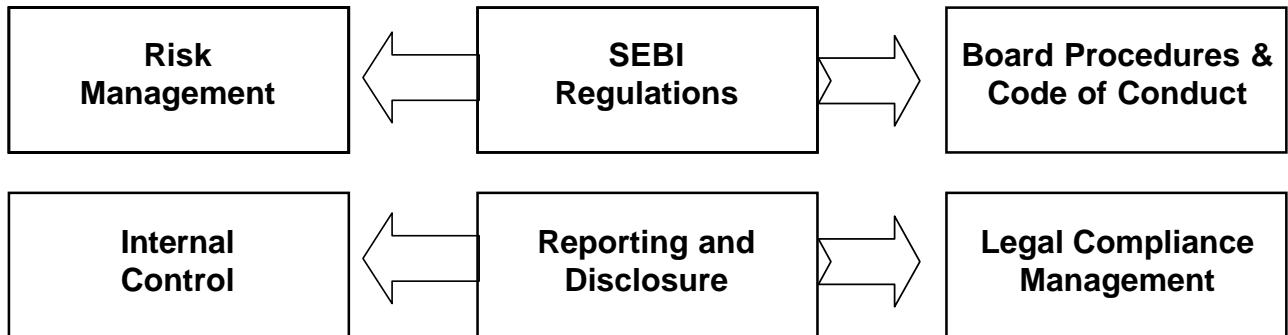 Risk
Management
SEBI
Regulations
Board Procedures &
Code of Conduct
Internal
Control
Reporting and
Disclosure
Legal Compliance
Management